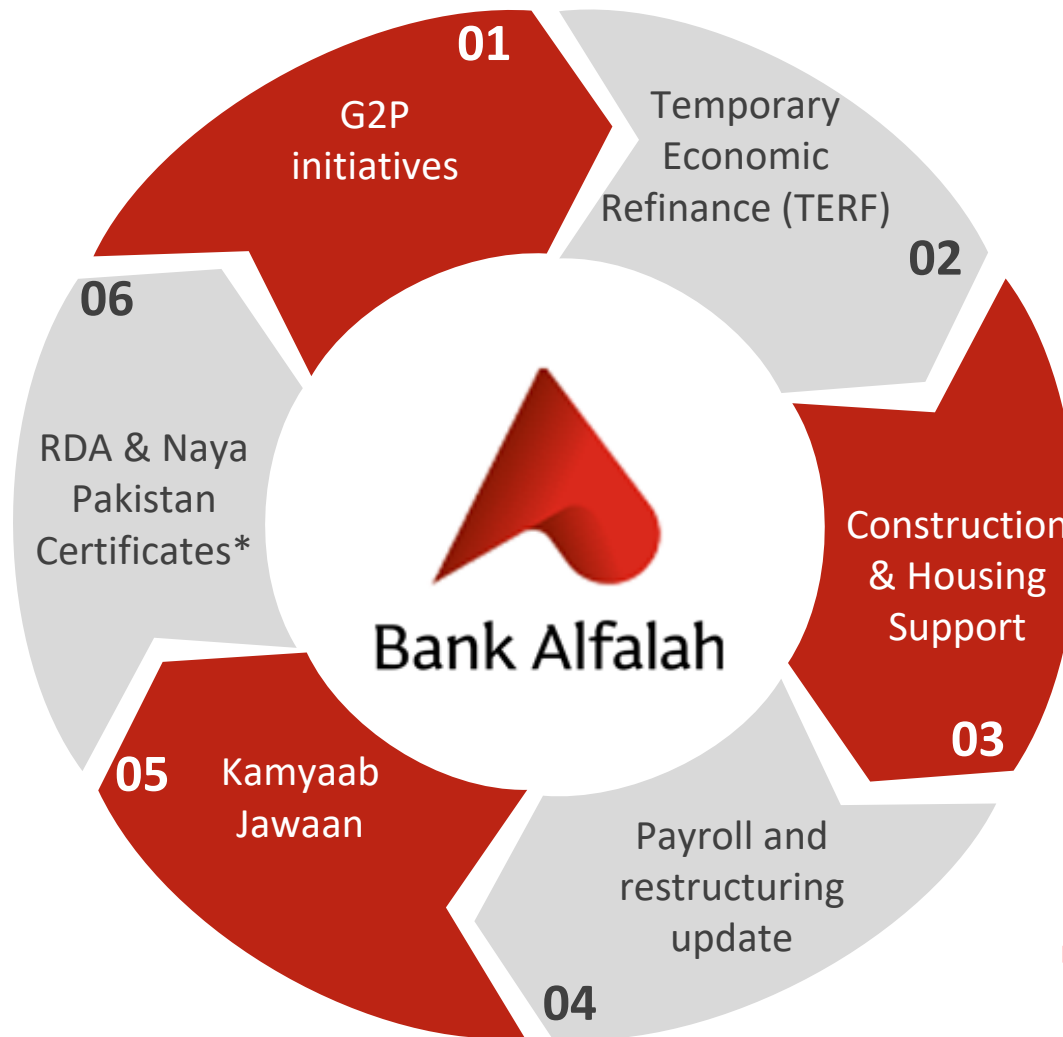 01
G2P
initiatives
Temporary
Economic
Refinance (TERF)
02
Construction
& Housing
Support
03
Payroll and
restructuring
update
04
05
Kamyaab
Jawaan
06
RDA & Naya
Pakistan
Certificates*
Bank Alfalah